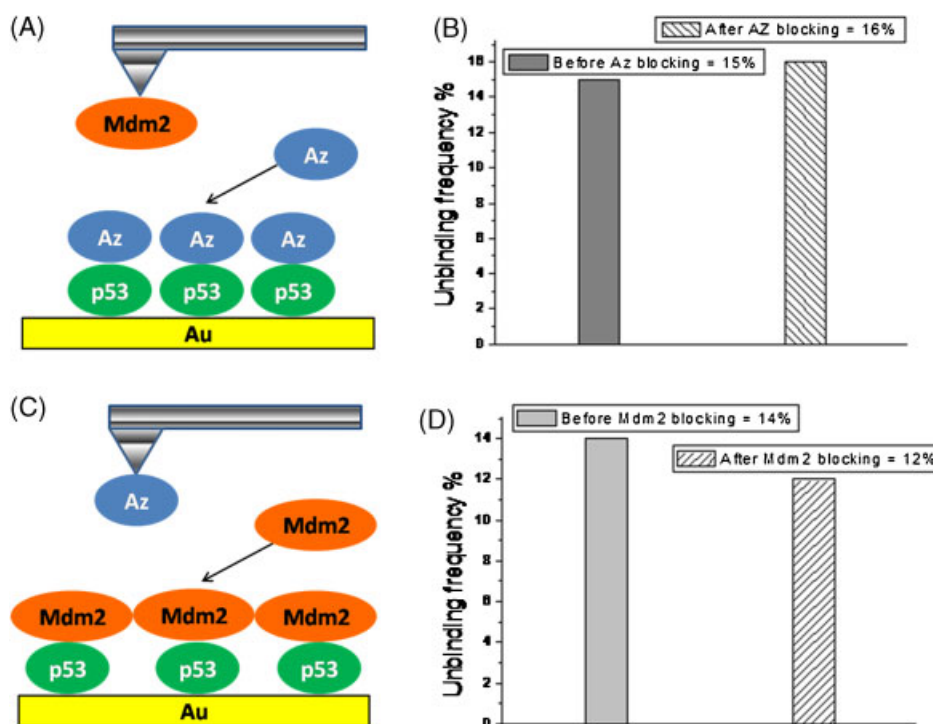 (A)
Mdm2
Az
Az Az Az
p53 p53 p53
Au
(B)
After AZ blocking = 16%
Before Az blocking = 15%
Unbinding frequency %
16
14
12
10
8
6
4
2
0
(C)
Az
Mdm2
Mdm2 Mdm2 Mdm2
p53 p53 p53
Au
(D)
Before Mdm2 blocking = 14%
After Mdm2 blocking = 12%
Unbinding frequency %
14
12
10
8
6
4
2
0